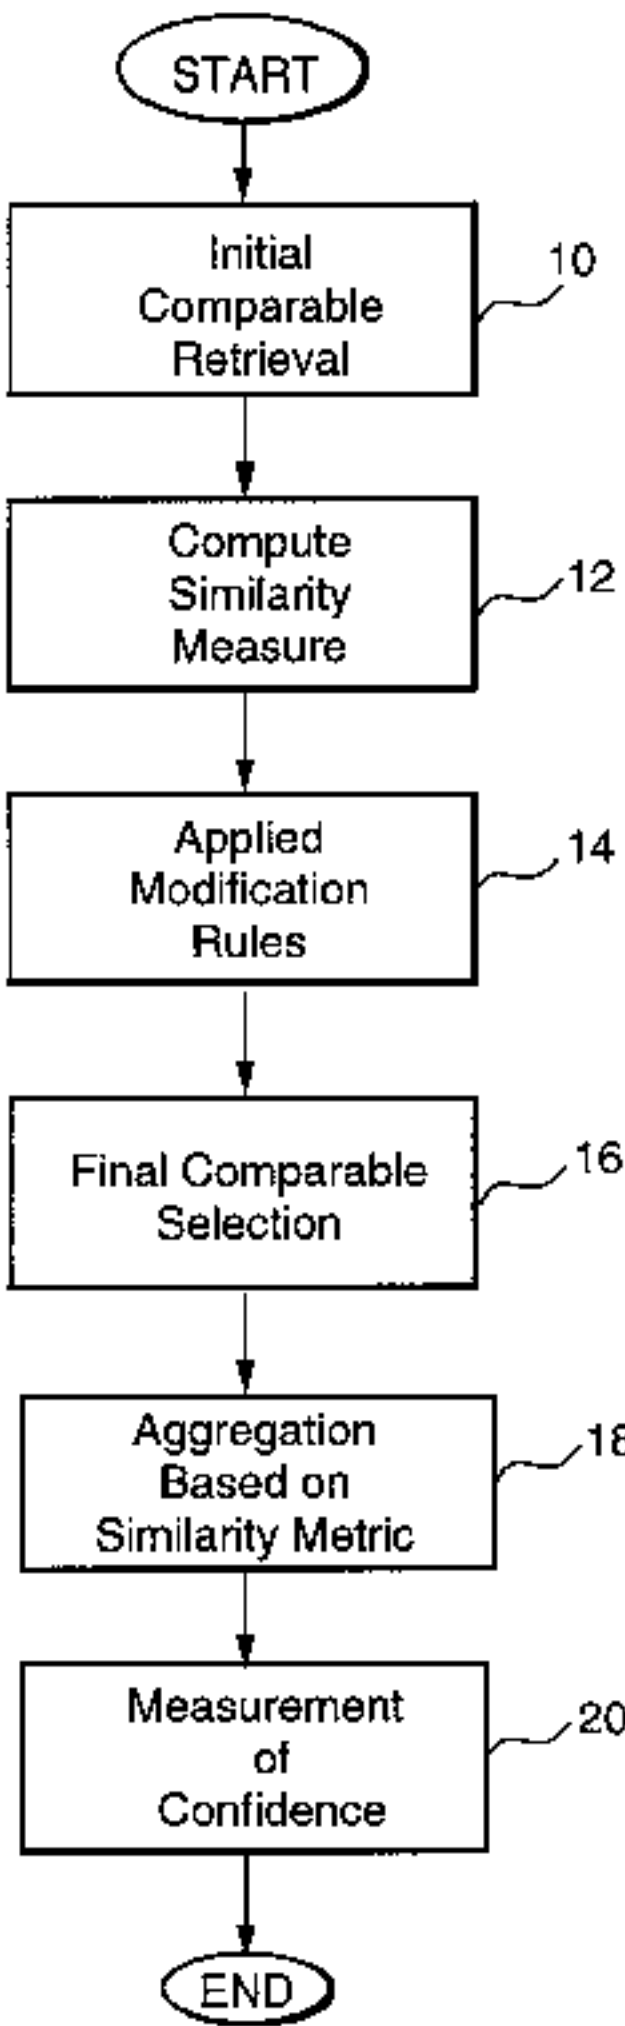 START
Initial
Comparable
Retrieval
10
Compute
Similarity
Measure
12
Applied
Modification
Rules
14
Final Comparable
Selection
16
Aggregation
Based on
Similarity Metric
18
Measurement
of
Confidence
20
END